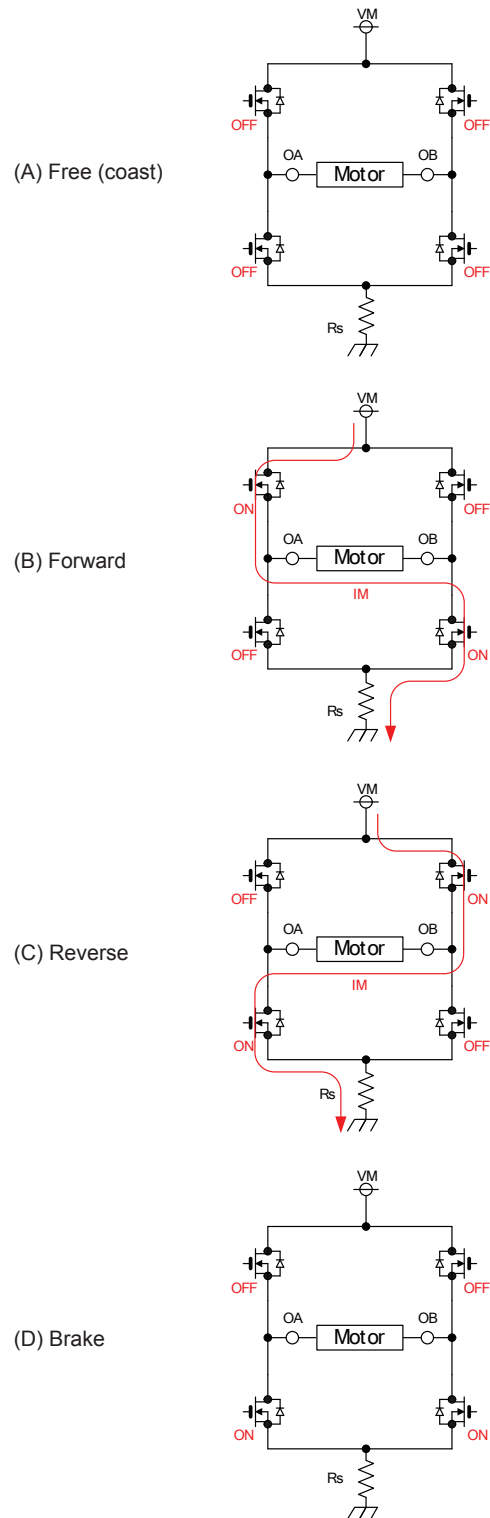 VM
OFF
OFF
OA
OB
Motor
(A) Free (coast)
OFF
OFF
Rs
VM
ON
OFF
OA
OB
Motor
(B) Forward
IM
OFF
ON
Rs
VM
OFF
ON
OA
OB
Motor
(C) Reverse
IM
ON
OFF
Rs
VM
OFF
OFF
OA
OB
Motor
(D) Brake
ON
ON
Rs